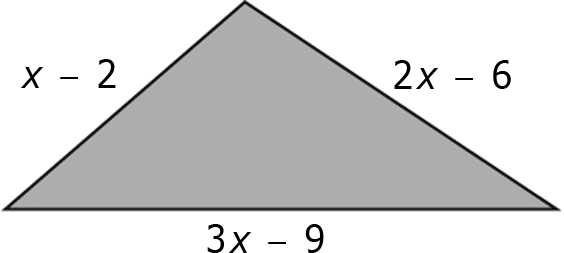 x – 2
2x – 6
3x – 9